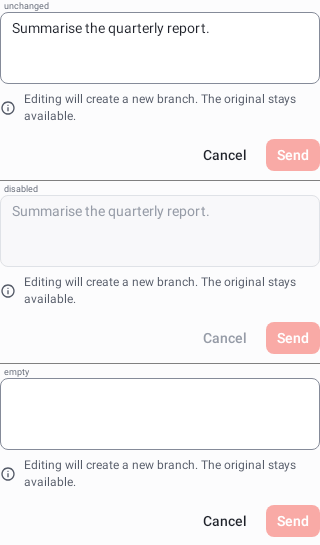 unchanged
Summarise the quarterly report.
Editing will create a new branch. The original stays
available.
Cancel Send
disabled
Summarise the quarterly report.
Editing will create a new branch. The original stays
available.
Cancel Send
empty
Editing will create a new branch. The original stays
available.
Cancel Send